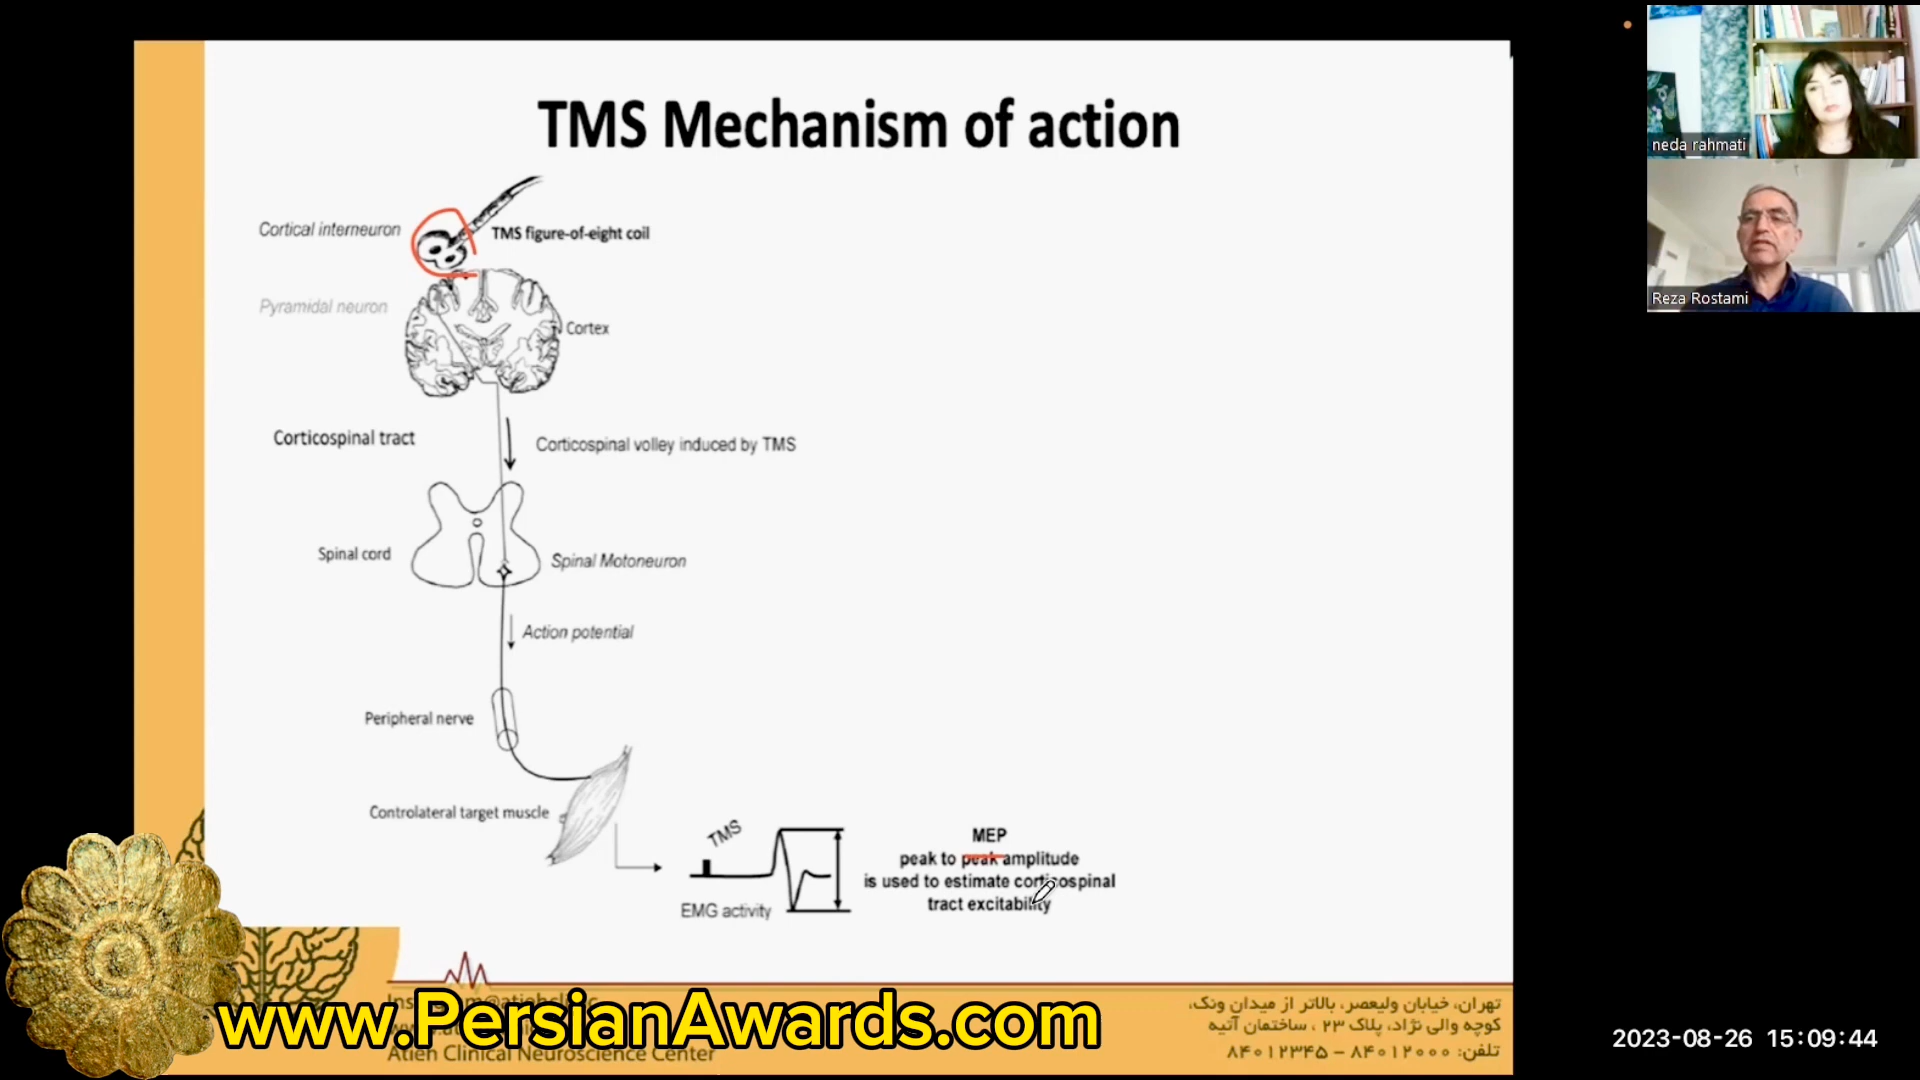 TMS Mechanism of action
Cortical interneuron
TMS figure-of-eight coil
Pyramidal neuron
Cortex
Corticospinal tract
Corticospinal volley induced by TMS
Spinal cord
Spinal Motoneuron
Action potential
Peripheral nerve
Controlateral target muscle
TMS
EMG activity
MEP
peak to peak amplitude
is used to estimate corticospinal
tract excitability
neda rahmati
Reza Rostami
www.PersianAwards.com
Atieh Clinical Neuroscience Center
تهران، خیابان ولیعصر، بالاتر از میدان ونک،
کوچه والی نژاد، پلاک ۲۳ ، ساختمان آتیه
تلفن: ۸۴۰۱۲۰۰۰ – ۸۴۰۱۲۳۴۵
2023-08-26 15:09:44